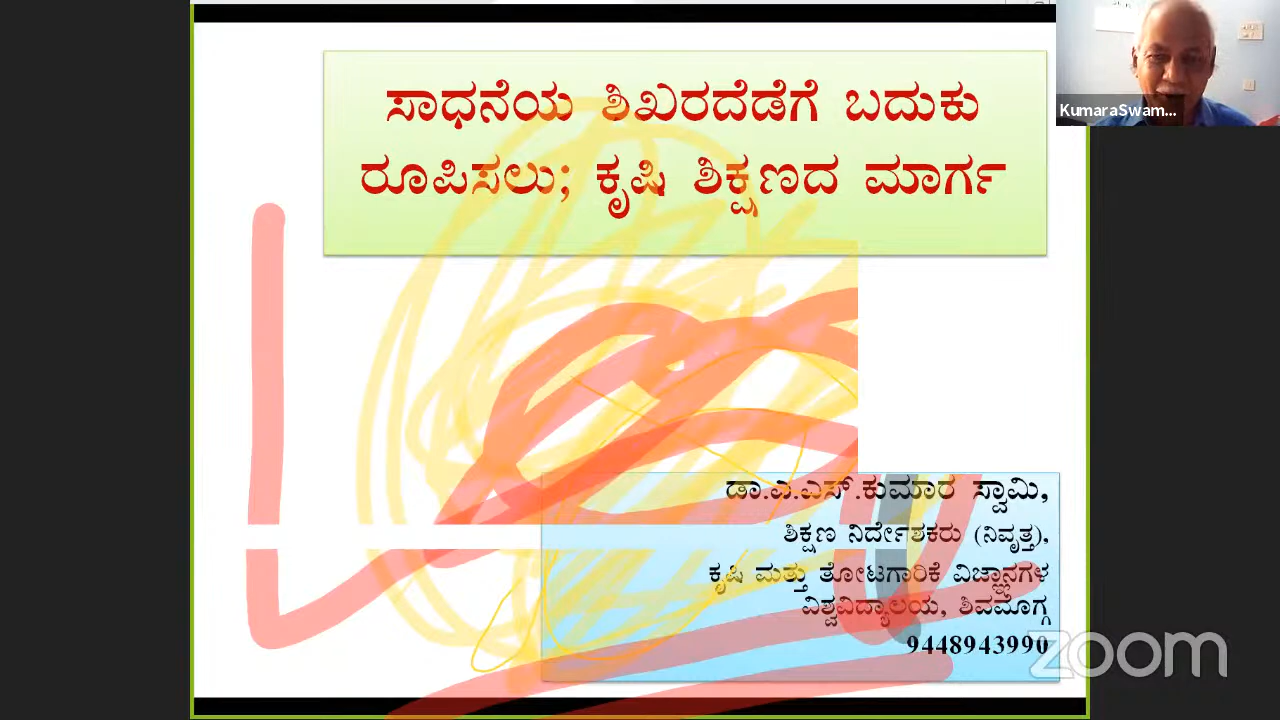 ಸಾಧನೆಯ ಶಿಖರದೆಡೆಗೆ ಬದುಕು
ರೂಪಿಸಲು; ಕೃಷಿ ಶಿಕ್ಷಣದ ಮಾರ್ಗ
KumaraSwam...
ಡಾ.ಎ.ಎಸ್.ಕುಮಾರ ಸ್ವಾಮಿ,
ಶಿಕ್ಷಣ ನಿರ್ದೇಶಕರು (ನಿವೃತ್ತ),
ಕೃಷಿ ಮತ್ತು ತೋಟಗಾರಿಕೆ ವಿಜ್ಞಾನಗಳ
ವಿಶ್ವವಿದ್ಯಾಲಯ, ಶಿವಮೊಗ್ಗ
9448943990
zoom